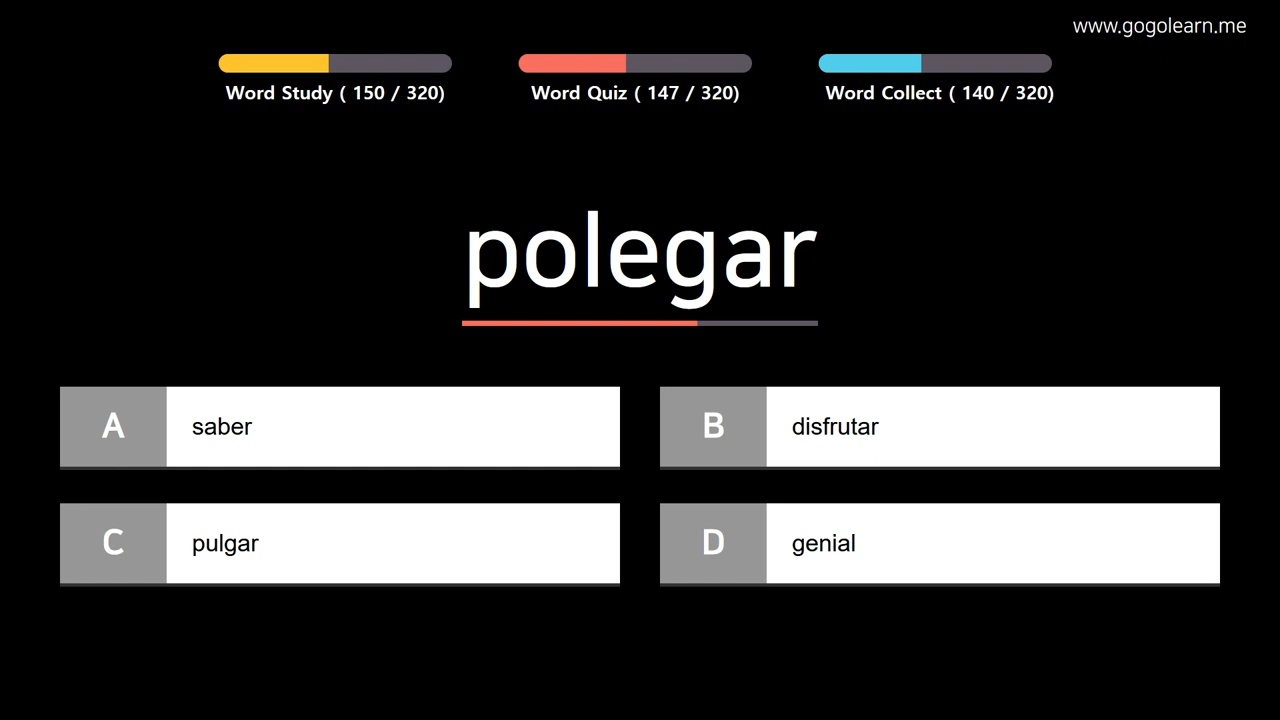 www.gogolearn.me
Word Study ( 150 / 320)
Word Quiz ( 147 / 320)
Word Collect ( 140 / 320)
polegar
A saber
B disfrutar
C pulgar
D genial